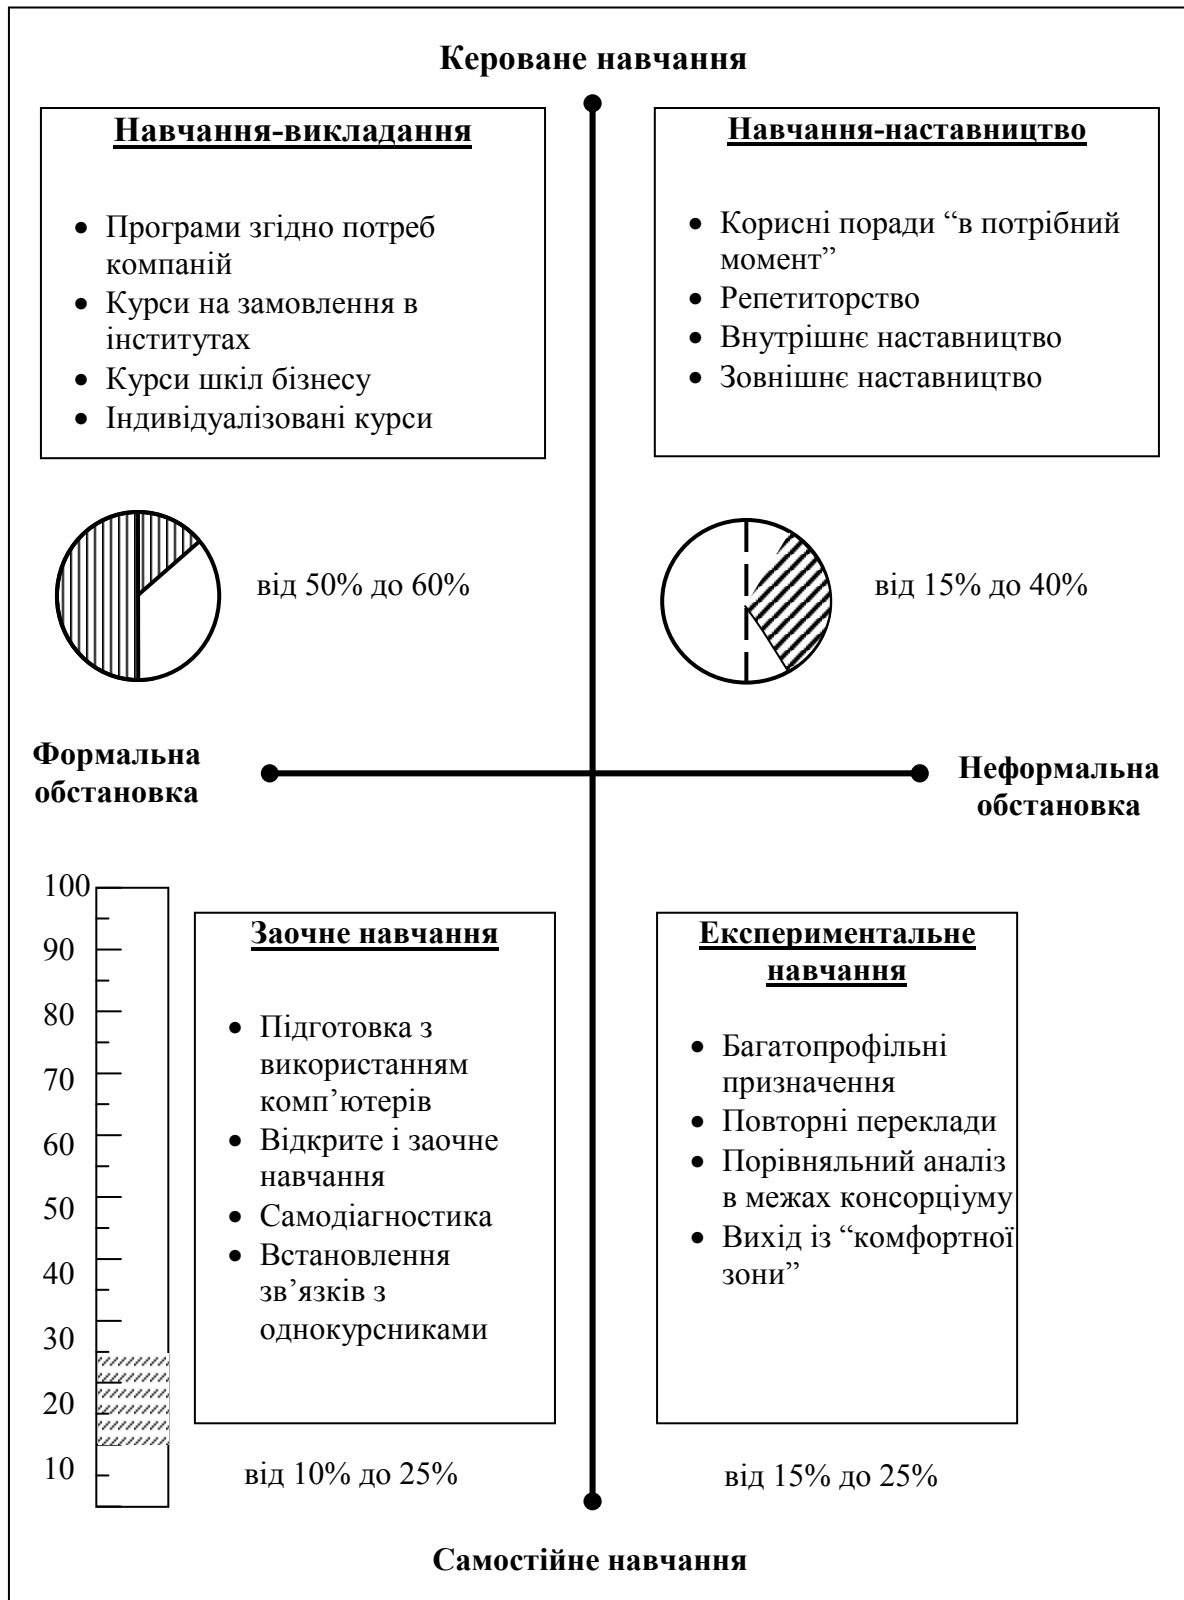 Кероване навчання
Навчання-викладання
• Програми згідно потреб
компаній
• Курси на замовлення в
інститутах
• Курси шкіл бізнесу
• Індивідуалізовані курси
Навчання-наставництво
• Корисні поради “в потрібний
момент”
• Репетиторство
• Внутрішнє наставництво
• Зовнішнє наставництво
від 50% до 60%
від 15% до 40%
Формальна
обстановка
Неформальна
обстановка
100
90
80
70
60
50
40
30
20
10
Заочне навчання
• Підготовка з
використанням
комп’ютерів
• Відкрите і заочне
навчання
• Самодіагностика
• Встановлення
зв’язків з
однокурсниками
від 10% до 25%
Експериментальне
навчання
• Багатопрофільні
призначення
• Повторні переклади
• Порівняльний аналіз
в межах консорціуму
• Вихід із “комфортної
зони”
від 15% до 25%
Самостійне навчання